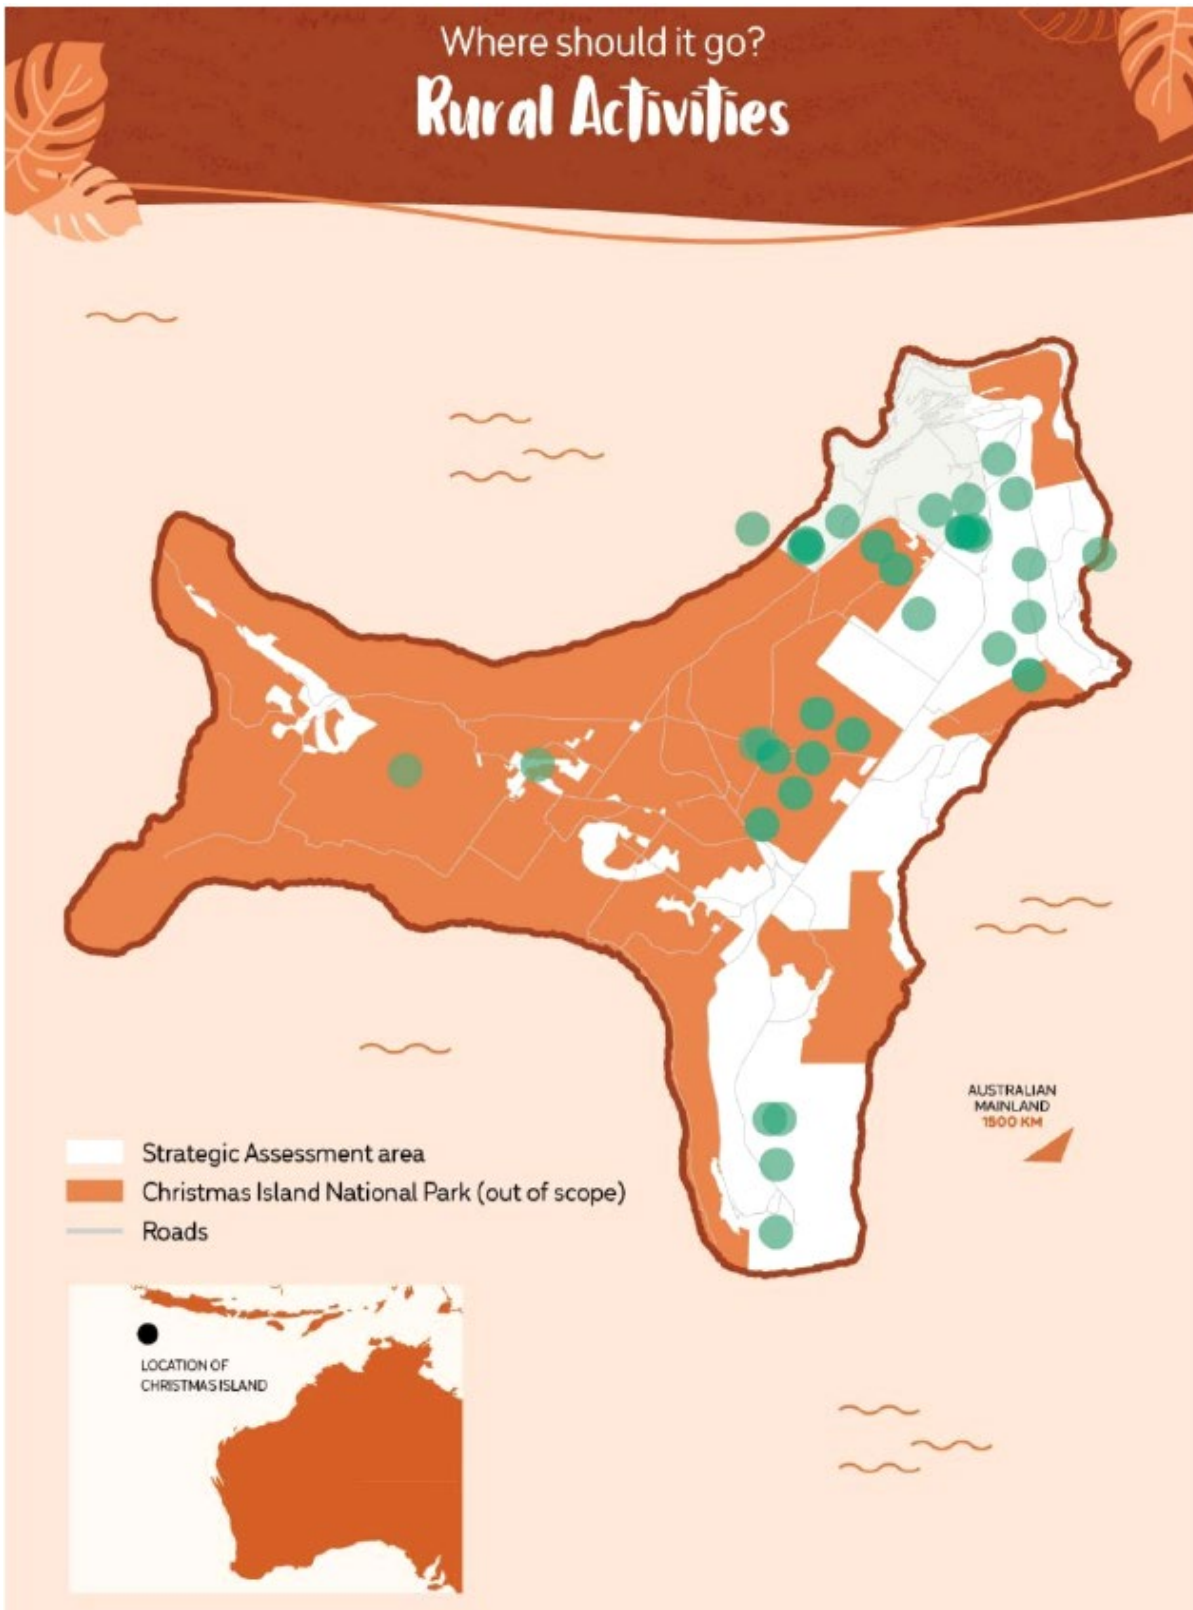 Where should it go?
Rural Activities
AUSTRALIAN
MAINLAND
1500 KM
Strategic Assessment area
Christmas Island National Park (out of scope)
Roads
LOCATION OF
CHRISTMAS ISLAND